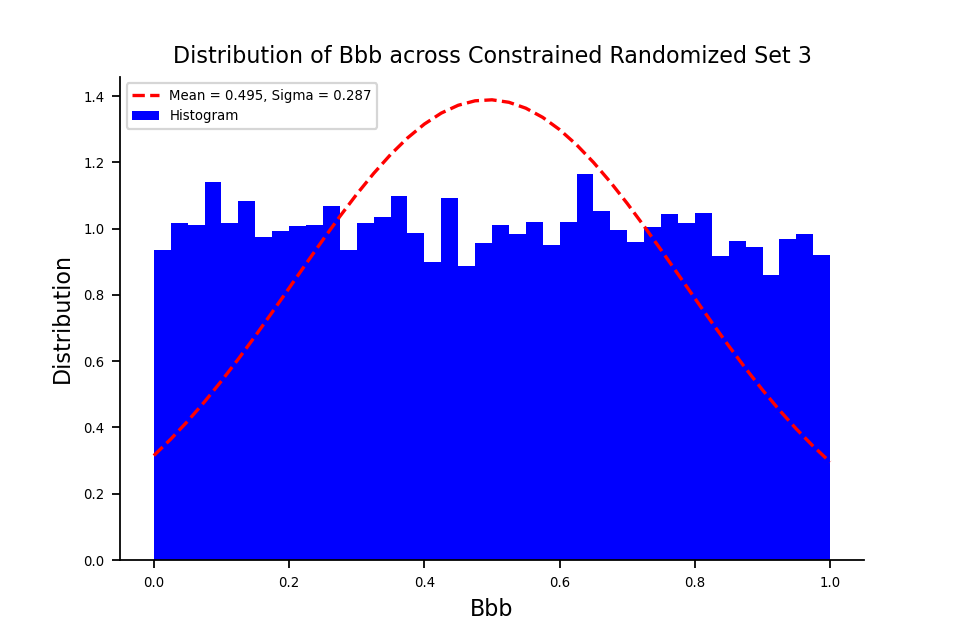 Distribution of Bbb across Constrained Randomized Set 3
Mean = 0.495, Sigma = 0.287
Histogram
Distribution
1.4
1.2
1.0
0.8
0.6
0.4
0.2
0.0
0.0 0.2 0.4 0.6 0.8 1.0
Bbb